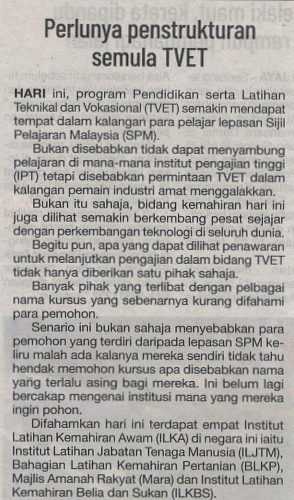 Perlunya penstrukturan
semula TVET
HARI ini, program Pendidikan serta Latihan
Teknikal dan Vokasional (TVET) semakin mendapat
tempat dalam kalangan para pelajar lepasan Sijil
Pelajaran Malaysia (SPM).
Bukan disebabkan tidak dapat menyambung
pelajaran di mana-mana institut pengajian tinggi
(IPT) tetapi disebabkan permintaan TVET dalam
kalangan pemain industri amat menggalakkan.
Bukan itu sahaja, bidang kemahiran hari ini
juga dilihat semakin berkembang pesat sejajar
dengan perkembangan teknologi di seluruh dunia.
Begitu pun, apa yang dapat dilihat penawaran
untuk melanjutkan pengajian dalam bidang TVET
tidak hanya diberikan satu pihak sahaja.
Banyak pihak yang terlibat dengan pelbagai
nama kursus yang sebenarnya kurang difahami
para pemohon.
Senario ini bukan sahaja menyebabkan para
pemohon yang terdiri daripada lepasan SPM ke-
liru malah ada kalanya mereka sendiri tidak tahu
hendak memohon kursus apa disebabkan nama
yang terlalu asing bagi mereka. Ini belum lagi
bercakap mengenai institusi mana yang mereka
ingin pohon.
Difahamkan hari ini terdapat empat Institut
Latihan Kemahiran Awam (ILKA) di negara ini iaitu
Institut Latihan Jabatan Tenaga Manusia (ILJTM),
Bahagian Latihan Kemahiran Pertanian (BLKP),
Majlis Amanah Rakyat (Mara) dan Institut
Kemahiran Belia dan Sukan (ILKBS).